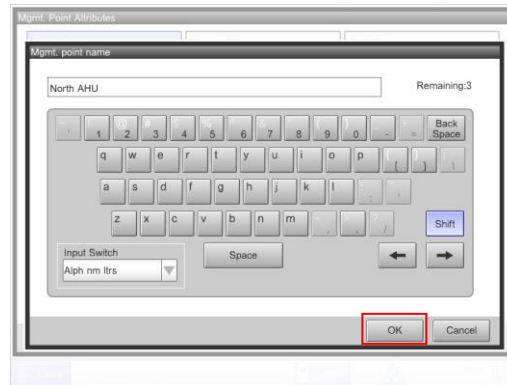 Mgmt. Point Attributes
Mgmt. point name
North AHU
Remaining:3
1 2 3 4 5 6 7 8 9 0 - = Back Space
q w e r t y u i o p [ ] \
a s d f g h j k l ; '
z x c v b n m , . /
Shift
Input Switch
Alph nm ltrs
Space
← →
OK Cancel